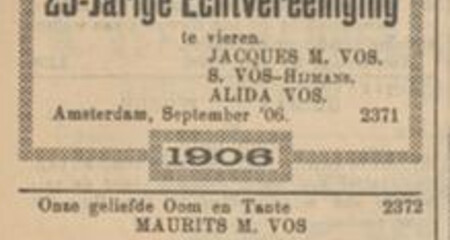 25-Jarige Echtvereeniging
te vieren.
JACQUES M. VOS.
S. VOS-HIJMANS.
ALIDA VOS.
Amsterdam, September '06. 2371
1906
Onze geliefde Oom en Tante 2372
MAURITS M. VOS